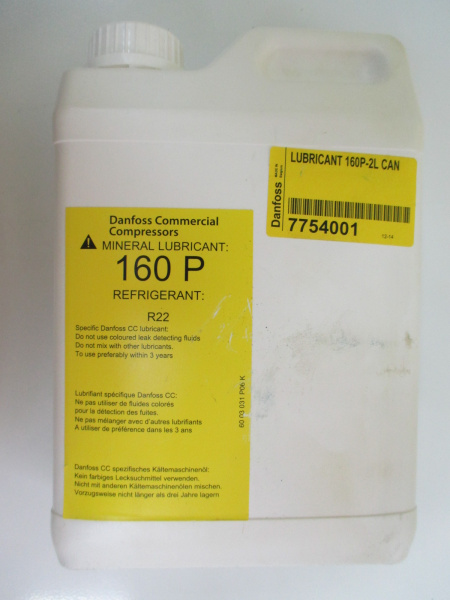 LUBRICANT 160P-2L CAN
Danfoss
7754001
12-14
Danfoss Commercial
Compressors
MINERAL LUBRICANT:
160 P
REFRIGERANT:
R22
Specific Danfoss CC lubricant:
Do not use coloured leak detecting fluids
Do not mix with other lubricants.
To use preferably within 3 years
Lubrifiant spécifique Danfoss CC:
Ne pas utiliser de fluides colorés
pour la détection des fuites.
Ne pas mélanger avec d'autres lubrifiants
A utiliser de préférence dans les 3 ans
Danfoss CC spezifisches Kältemaschinenöl:
Kein farbiges Lecksuchmittel verwenden.
Nicht mit anderen Kältemaschinenölen mischen.
Vorzugsweise nicht länger als drei Jahre lagern
60 03 031 P06 K